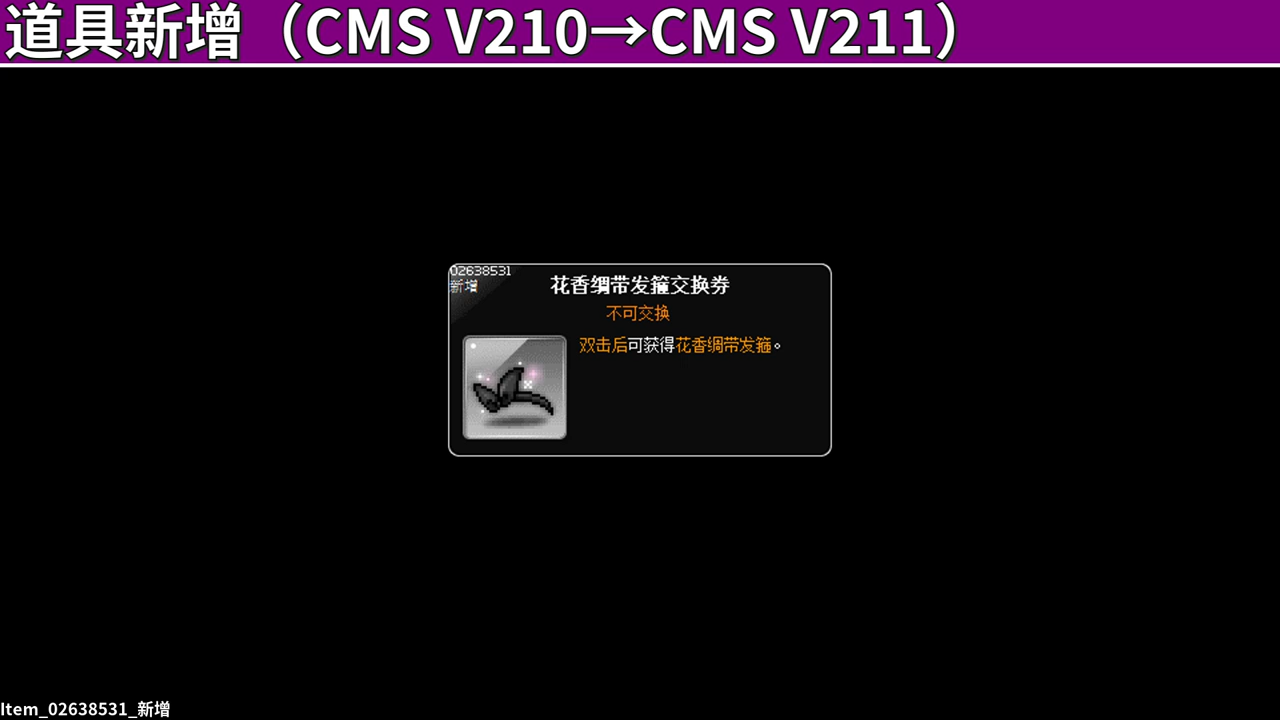 道具新增（CMS V210→CMS V211）
02638531
新增
花香绸带发箍交换券
不可交换
双击后可获得花香绸带发箍。
Item_02638531_新增